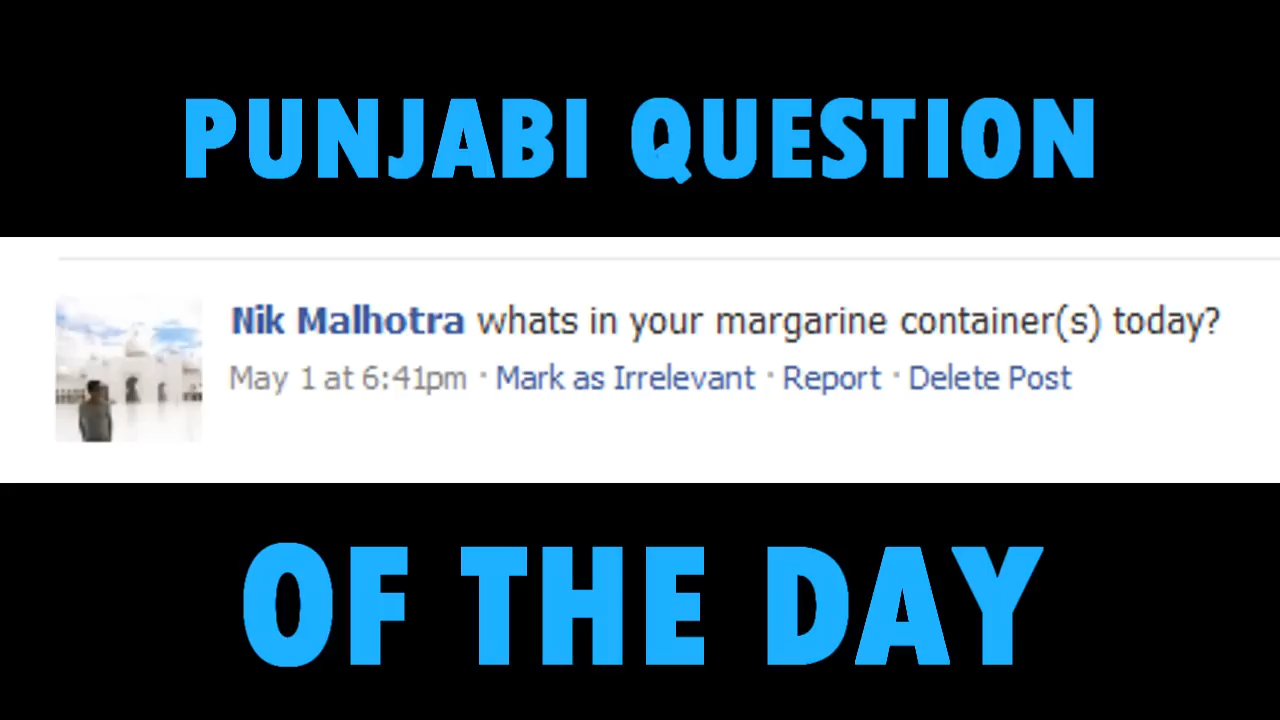 PUNJABI QUESTION
Nik Malhotra whats in your margarine container(s) today?
May 1 at 6:41pm · Mark as Irrelevant · Report · Delete Post
OF THE DAY